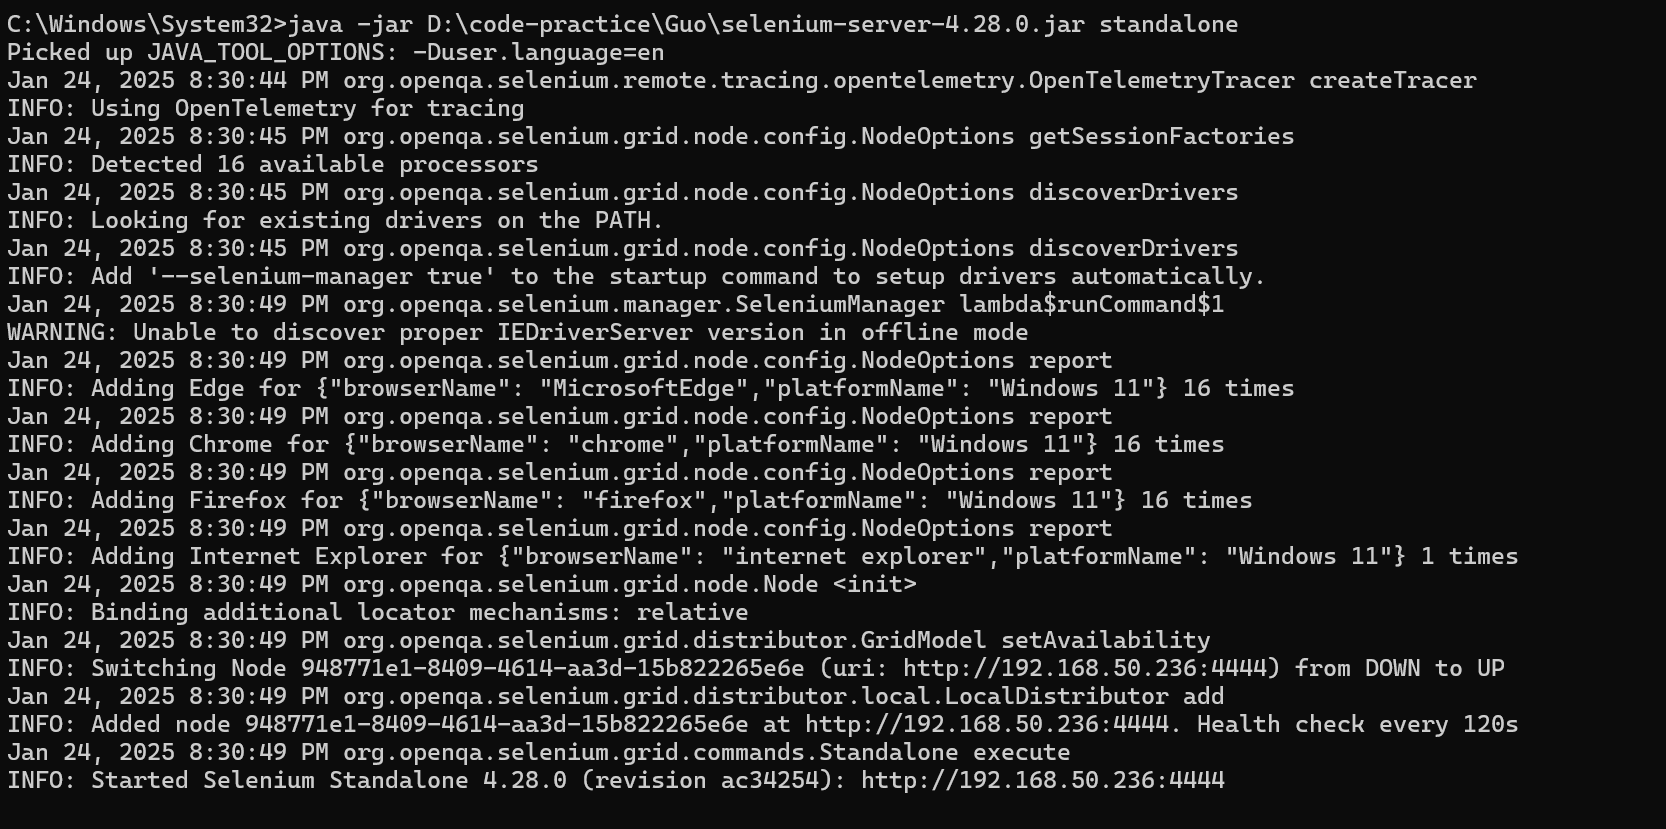 C:\Windows\System32>java -jar D:\code-practice\Guo\selenium-server-4.28.0.jar standalone
Picked up JAVA_TOOL_OPTIONS: -Duser.language=en
Jan 24, 2025 8:30:44 PM org.openqa.selenium.remote.tracing.opentelemetry.OpenTelemetryTracer createTracer
INFO: Using OpenTelemetry for tracing
Jan 24, 2025 8:30:45 PM org.openqa.selenium.grid.node.config.NodeOptions getSessionFactories
INFO: Detected 16 available processors
Jan 24, 2025 8:30:45 PM org.openqa.selenium.grid.node.config.NodeOptions discoverDrivers
INFO: Looking for existing drivers on the PATH.
Jan 24, 2025 8:30:45 PM org.openqa.selenium.grid.node.config.NodeOptions discoverDrivers
INFO: Add '--selenium-manager true' to the startup command to setup drivers automatically.
Jan 24, 2025 8:30:49 PM org.openqa.selenium.manager.SeleniumManager lambda$runCommand$1
WARNING: Unable to discover proper IEDriverServer version in offline mode
Jan 24, 2025 8:30:49 PM org.openqa.selenium.grid.node.config.NodeOptions report
INFO: Adding Edge for {"browserName": "MicrosoftEdge","platformName": "Windows 11"} 16 times
Jan 24, 2025 8:30:49 PM org.openqa.selenium.grid.node.config.NodeOptions report
INFO: Adding Chrome for {"browserName": "chrome","platformName": "Windows 11"} 16 times
Jan 24, 2025 8:30:49 PM org.openqa.selenium.grid.node.config.NodeOptions report
INFO: Adding Firefox for {"browserName": "firefox","platformName": "Windows 11"} 16 times
Jan 24, 2025 8:30:49 PM org.openqa.selenium.grid.node.config.NodeOptions report
INFO: Adding Internet Explorer for {"browserName": "internet explorer","platformName": "Windows 11"} 1 times
Jan 24, 2025 8:30:49 PM org.openqa.selenium.grid.node.Node <init>
INFO: Binding additional locator mechanisms: relative
Jan 24, 2025 8:30:49 PM org.openqa.selenium.grid.distributor.GridModel setAvailability
INFO: Switching Node 948771e1-8409-4614-aa3d-15b822265e6e (uri: http://192.168.50.236:4444) from DOWN to UP
Jan 24, 2025 8:30:49 PM org.openqa.selenium.grid.distributor.local.LocalDistributor add
INFO: Added node 948771e1-8409-4614-aa3d-15b822265e6e at http://192.168.50.236:4444. Health check every 120s
Jan 24, 2025 8:30:49 PM org.openqa.selenium.grid.commands.Standalone execute
INFO: Started Selenium Standalone 4.28.0 (revision ac34254): http://192.168.50.236:4444